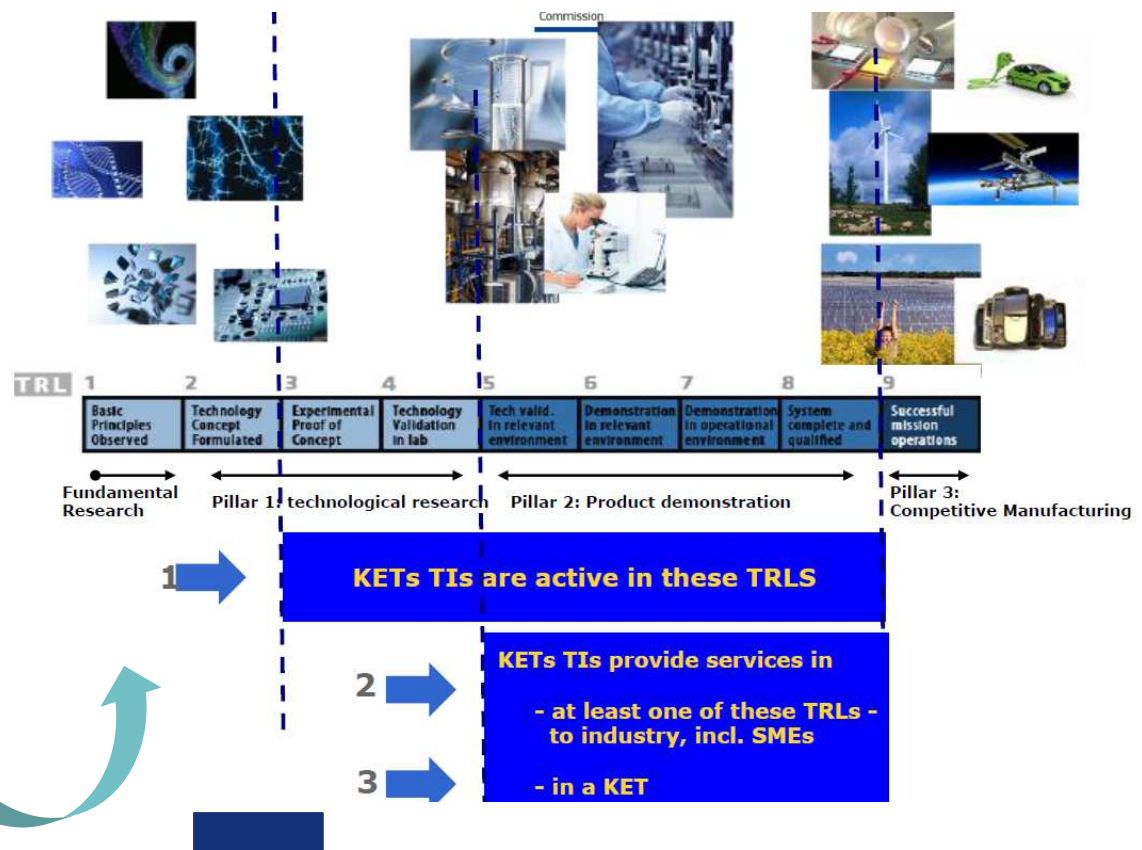 Commission
TRL 1 2 3 4 5 6 7 8 9
Basic
Principles
Observed
Technology
Concept
Formulated
Experimental
Proof of
Concept
Technology
Validation
in lab
Tech valid.
in relevant
environment
Demonstration
in relevant
environment
Demonstration
in operational
environment
System
complete and
qualified
Successful
mission
operations
Fundamental
Research
Pillar 1: technological research
Pillar 2: Product demonstration
Pillar 3:
Competitive Manufacturing
1
KETs TIs are active in these TRLS
2
KETs TIs provide services in
- at least one of these TRLs -
to industry, incl. SMEs
3
- in a KET